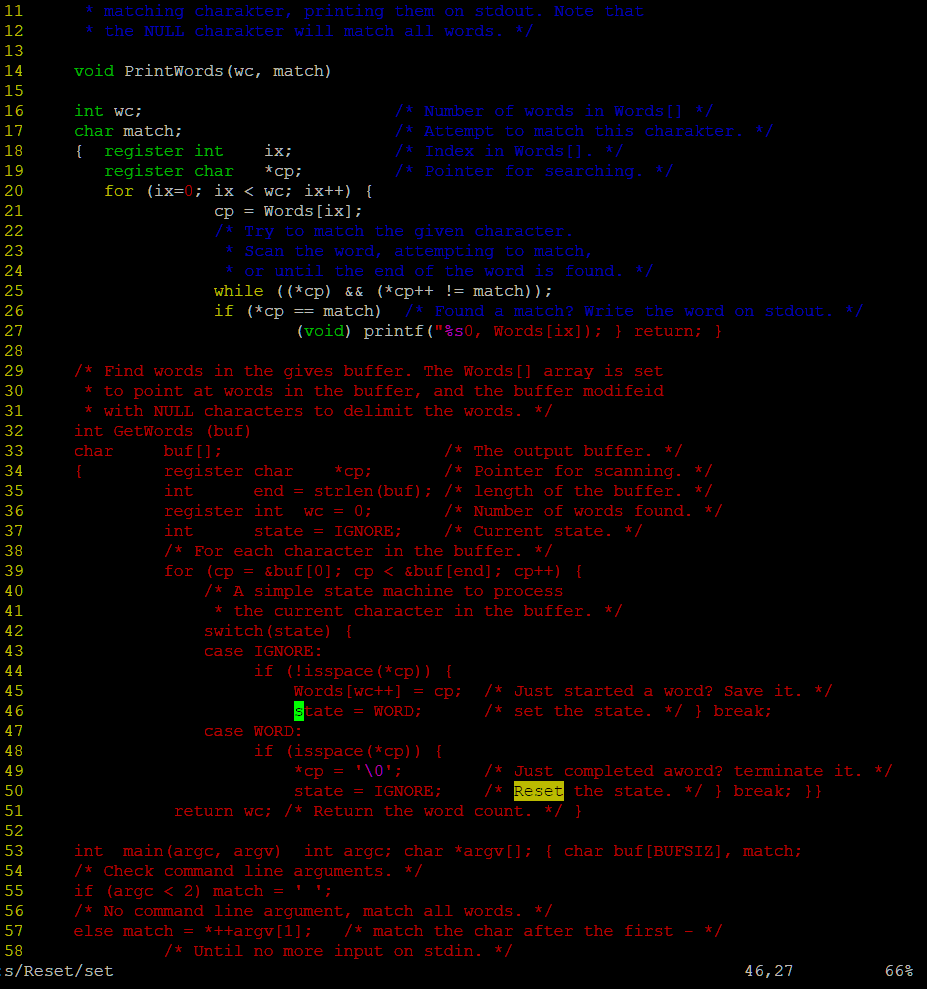 11 * matching charakter, printing them on stdout. Note that
12 * the NULL charakter will match all words. */
13
14 void PrintWords(wc, match)
15
16 int wc; /* Number of words in Words[] */
17 char match; /* Attempt to match this charakter. */
18 { register int ix; /* Index in Words[]. */
19 register char *cp; /* Pointer for searching. */
20 for (ix=0; ix < wc; ix++) {
21 cp = Words[ix];
22 /* Try to match the given character.
23 * Scan the word, attempting to match,
24 * or until the end of the word is found. */
25 while ((*cp) && (*cp++ != match));
26 if (*cp == match) /* Found a match? Write the word on stdout. */
27 (void) printf("%s0, Words[ix]); } return; }
28
29 /* Find words in the gives buffer. The Words[] array is set
30 * to point at words in the buffer, and the buffer modifeid
31 * with NULL characters to delimit the words. */
32 int GetWords (buf)
33 char buf[]; /* The output buffer. */
34 { register char *cp; /* Pointer for scanning. */
35 int end = strlen(buf); /* length of the buffer. */
36 register int wc = 0; /* Number of words found. */
37 int state = IGNORE; /* Current state. */
38 /* For each character in the buffer. */
39 for (cp = &buf[0]; cp < &buf[end]; cp++) {
40 /* A simple state machine to process
41 * the current character in the buffer. */
42 switch(state) {
43 case IGNORE:
44 if (!isspace(*cp)) {
45 Words[wc++] = cp; /* Just started a word? Save it. */
46 state = WORD; /* set the state. */ } break;
47 case WORD:
48 if (isspace(*cp)) {
49 *cp = '\0'; /* Just completed aword? terminate it. */
50 state = IGNORE; /* Reset the state. */ } break; }}
51 return wc; /* Return the word count. */ }
52
53 int main(argc, argv) int argc; char *argv[]; { char buf[BUFSIZ], match;
54 /* Check command line arguments. */
55 if (argc < 2) match = ' ';
56 /* No command line argument, match all words. */
57 else match = *++argv[1]; /* match the char after the first - */
58 /* Until no more input on stdin. */
:s/Reset/set 46,27 66%